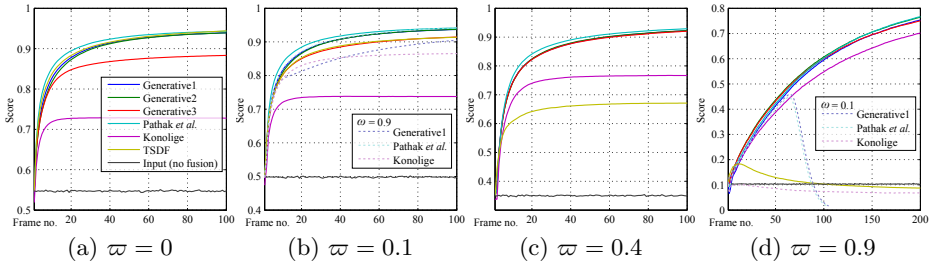 Score
1
0.9
0.8
0.7
0.6
0.5
Generative1
Generative2
Generative3
Pathak et al.
Konolige
TSDF
Input (no fusion)
Frame no.
20 40 60 80 100
(a) ϖ = 0
Score
1
0.9
0.8
0.7
0.6
0.5
0.4
ω=0.9
Generative1
Pathak et al.
Konolige
Frame no.
20 40 60 80 100
(b) ϖ = 0.1
Score
1
0.9
0.8
0.7
0.6
0.5
0.4
Frame no.
20 40 60 80 100
(c) ϖ = 0.4
Score
0.8
0.7
0.6
0.5
0.4
0.3
0.2
0.1
0
ω=0.1
Generative1
Pathak et al.
Konolige
Frame no.
50 100 150 200
(d) ϖ = 0.9